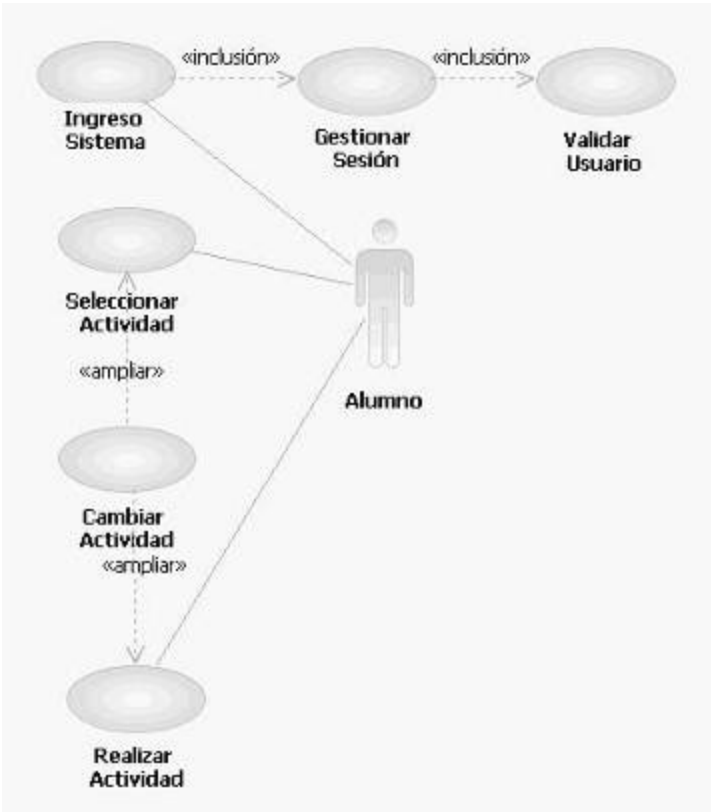 «inclusión»
«inclusión»
Ingreso
Sistema
Gestionar
Sesión
Validar
Usuario
Seleccionar
Actividad
«ampliar»
Alumno
Cambiar
Actividad
«ampliar»
Realizar
Actividad